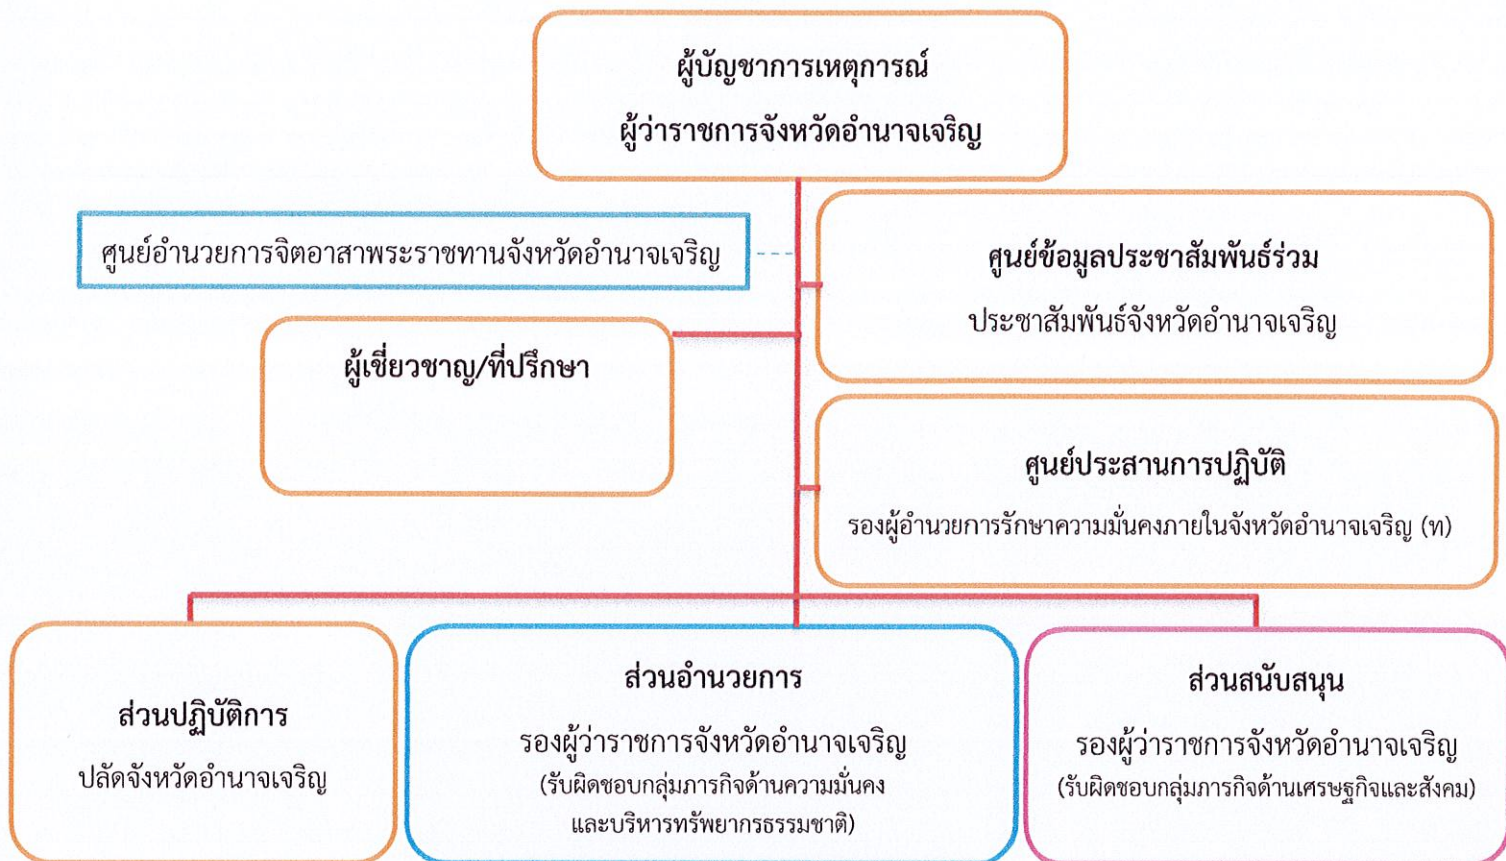 ผู้บัญชาการเหตุการณ์
ผู้ว่าราชการจังหวัดอำนาจเจริญ
ศูนย์อำนวยการจิตอาสาพระราชทานจังหวัดอำนาจเจริญ
ศูนย์ข้อมูลประชาสัมพันธ์ร่วม
ประชาสัมพันธ์จังหวัดอำนาจเจริญ
ผู้เชี่ยวชาญ/ที่ปรึกษา
ศูนย์ประสานการปฏิบัติ
รองผู้อำนวยการรักษาความมั่นคงภายในจังหวัดอำนาจเจริญ (ท)
ส่วนปฏิบัติการ
ปลัดจังหวัดอำนาจเจริญ
ส่วนอำนวยการ
รองผู้ว่าราชการจังหวัดอำนาจเจริญ
(รับผิดชอบกลุ่มภารกิจด้านความมั่นคง
และบริหารทรัพยากรธรรมชาติ)
ส่วนสนับสนุน
รองผู้ว่าราชการจังหวัดอำนาจเจริญ
(รับผิดชอบกลุ่มภารกิจด้านเศรษฐกิจและสังคม)